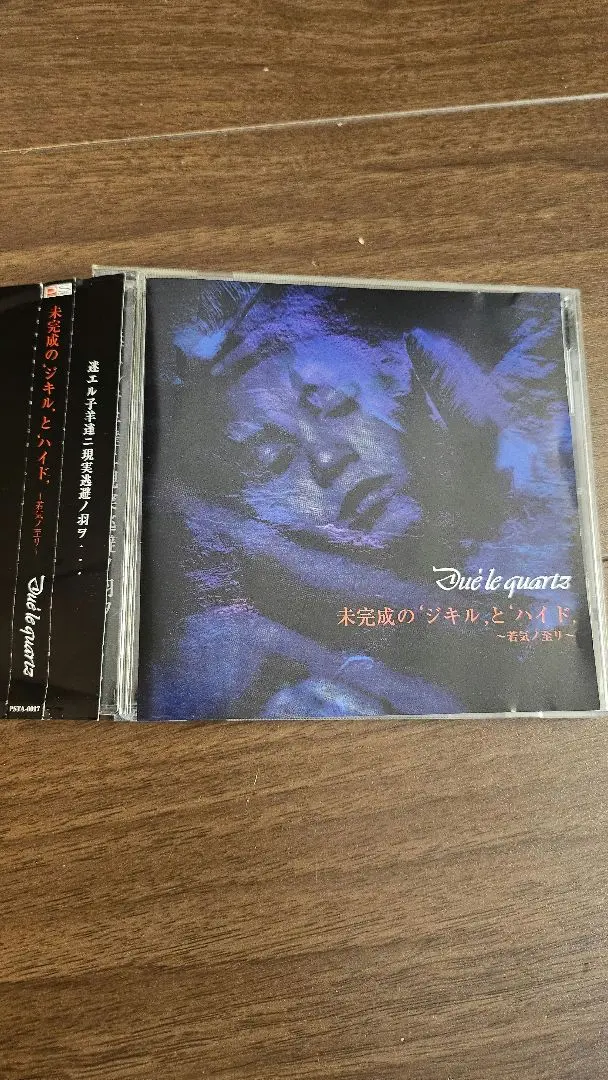 未完成の‘ジキル,と‘ハイド,
~若気ノ至リ~
Dué le quartz
PSTA-0017
迷エル子羊達ニ現実逃避ノ羽ヲ...
Dué le quartz
未完成の‘ジキル,と‘ハイド,
~若気ノ至リ~